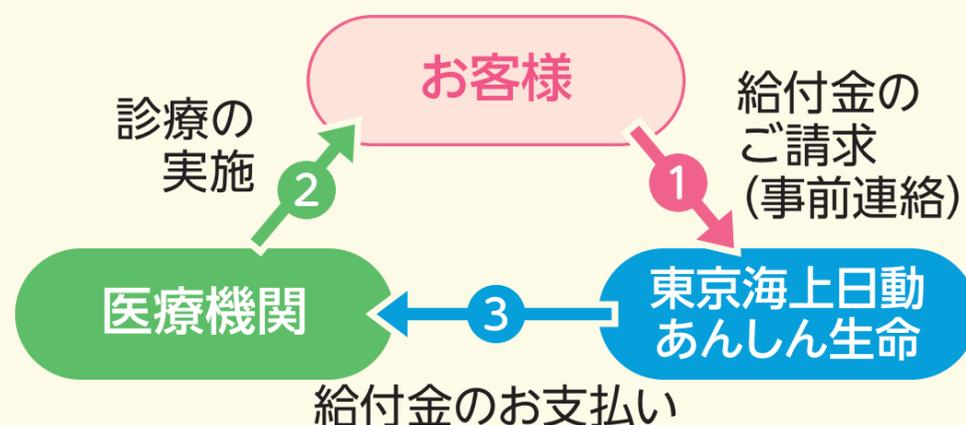 お客様
給付金の
ご請求
（事前連絡）
1
診療の
実施
2
医療機関
3
東京海上日動
あんしん生命
給付金のお支払い